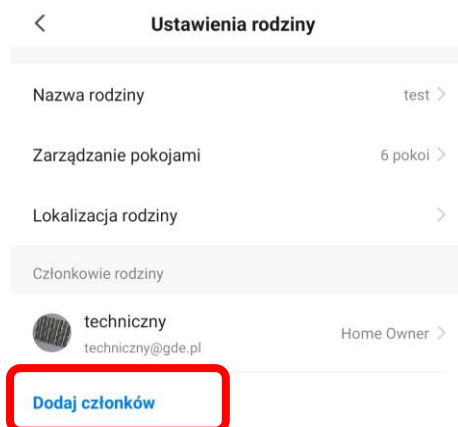 Ustawienia rodziny
Nazwa rodziny test
Zarządzanie pokojami 6 pokoi
Lokalizacja rodziny
Członkowie rodziny
techniczny
techniczny@gde.pl
Home Owner
Dodaj członków